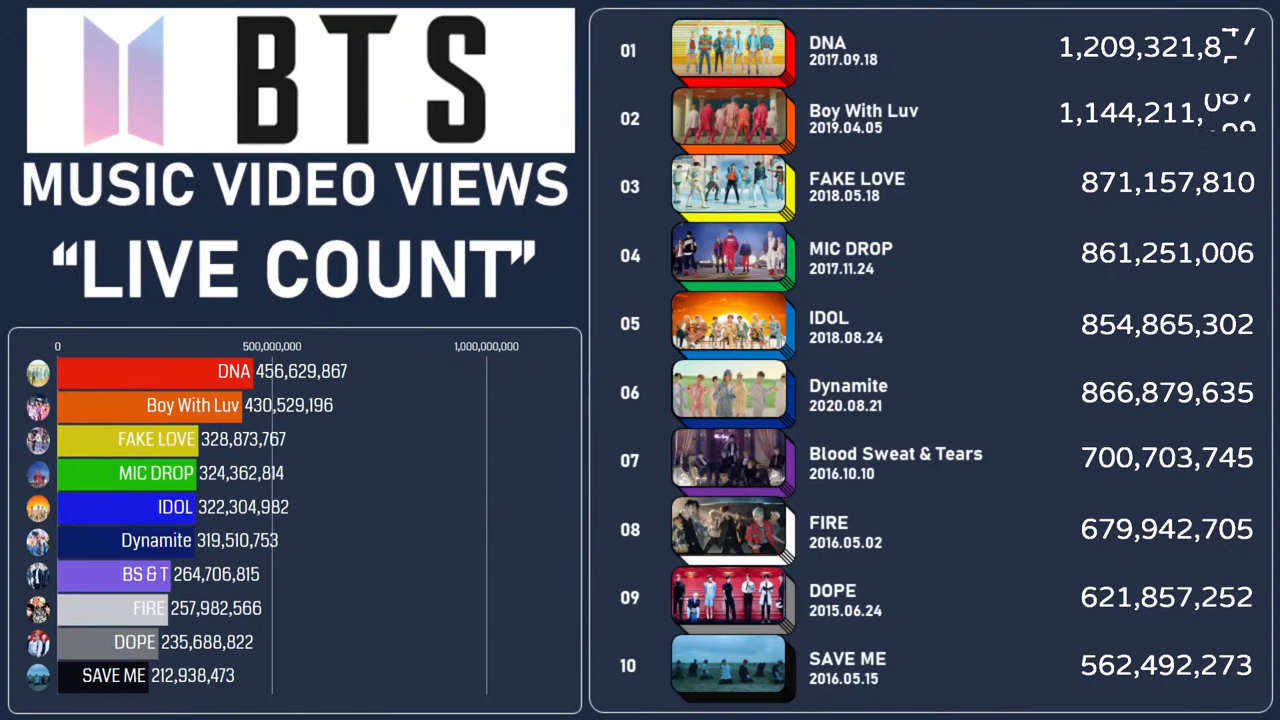 BTS
MUSIC VIDEO VIEWS
“LIVE COUNT”
0 500,000,000 1,000,000,000
DNA 456,629,867
Boy With Luv 430,529,196
FAKE LOVE 328,873,767
MIC DROP 324,362,814
IDOL 322,304,982
Dynamite 319,510,753
BS & T 264,706,815
FIRE 257,982,566
DOPE 235,688,822
SAVE ME 212,938,473
01 DNA
2017.09.18
02 Boy With Luv
2019.04.05
03 FAKE LOVE 871,157,810
2018.05.18
04 MIC DROP 861,251,006
2017.11.24
05 IDOL 854,865,302
2018.08.24
06 Dynamite 866,879,635
2020.08.21
07 Blood Sweat & Tears 700,703,745
2016.10.10
08 FIRE 679,942,705
2016.05.02
09 DOPE 621,857,252
2015.06.24
10 SAVE ME 562,492,273
2016.05.15